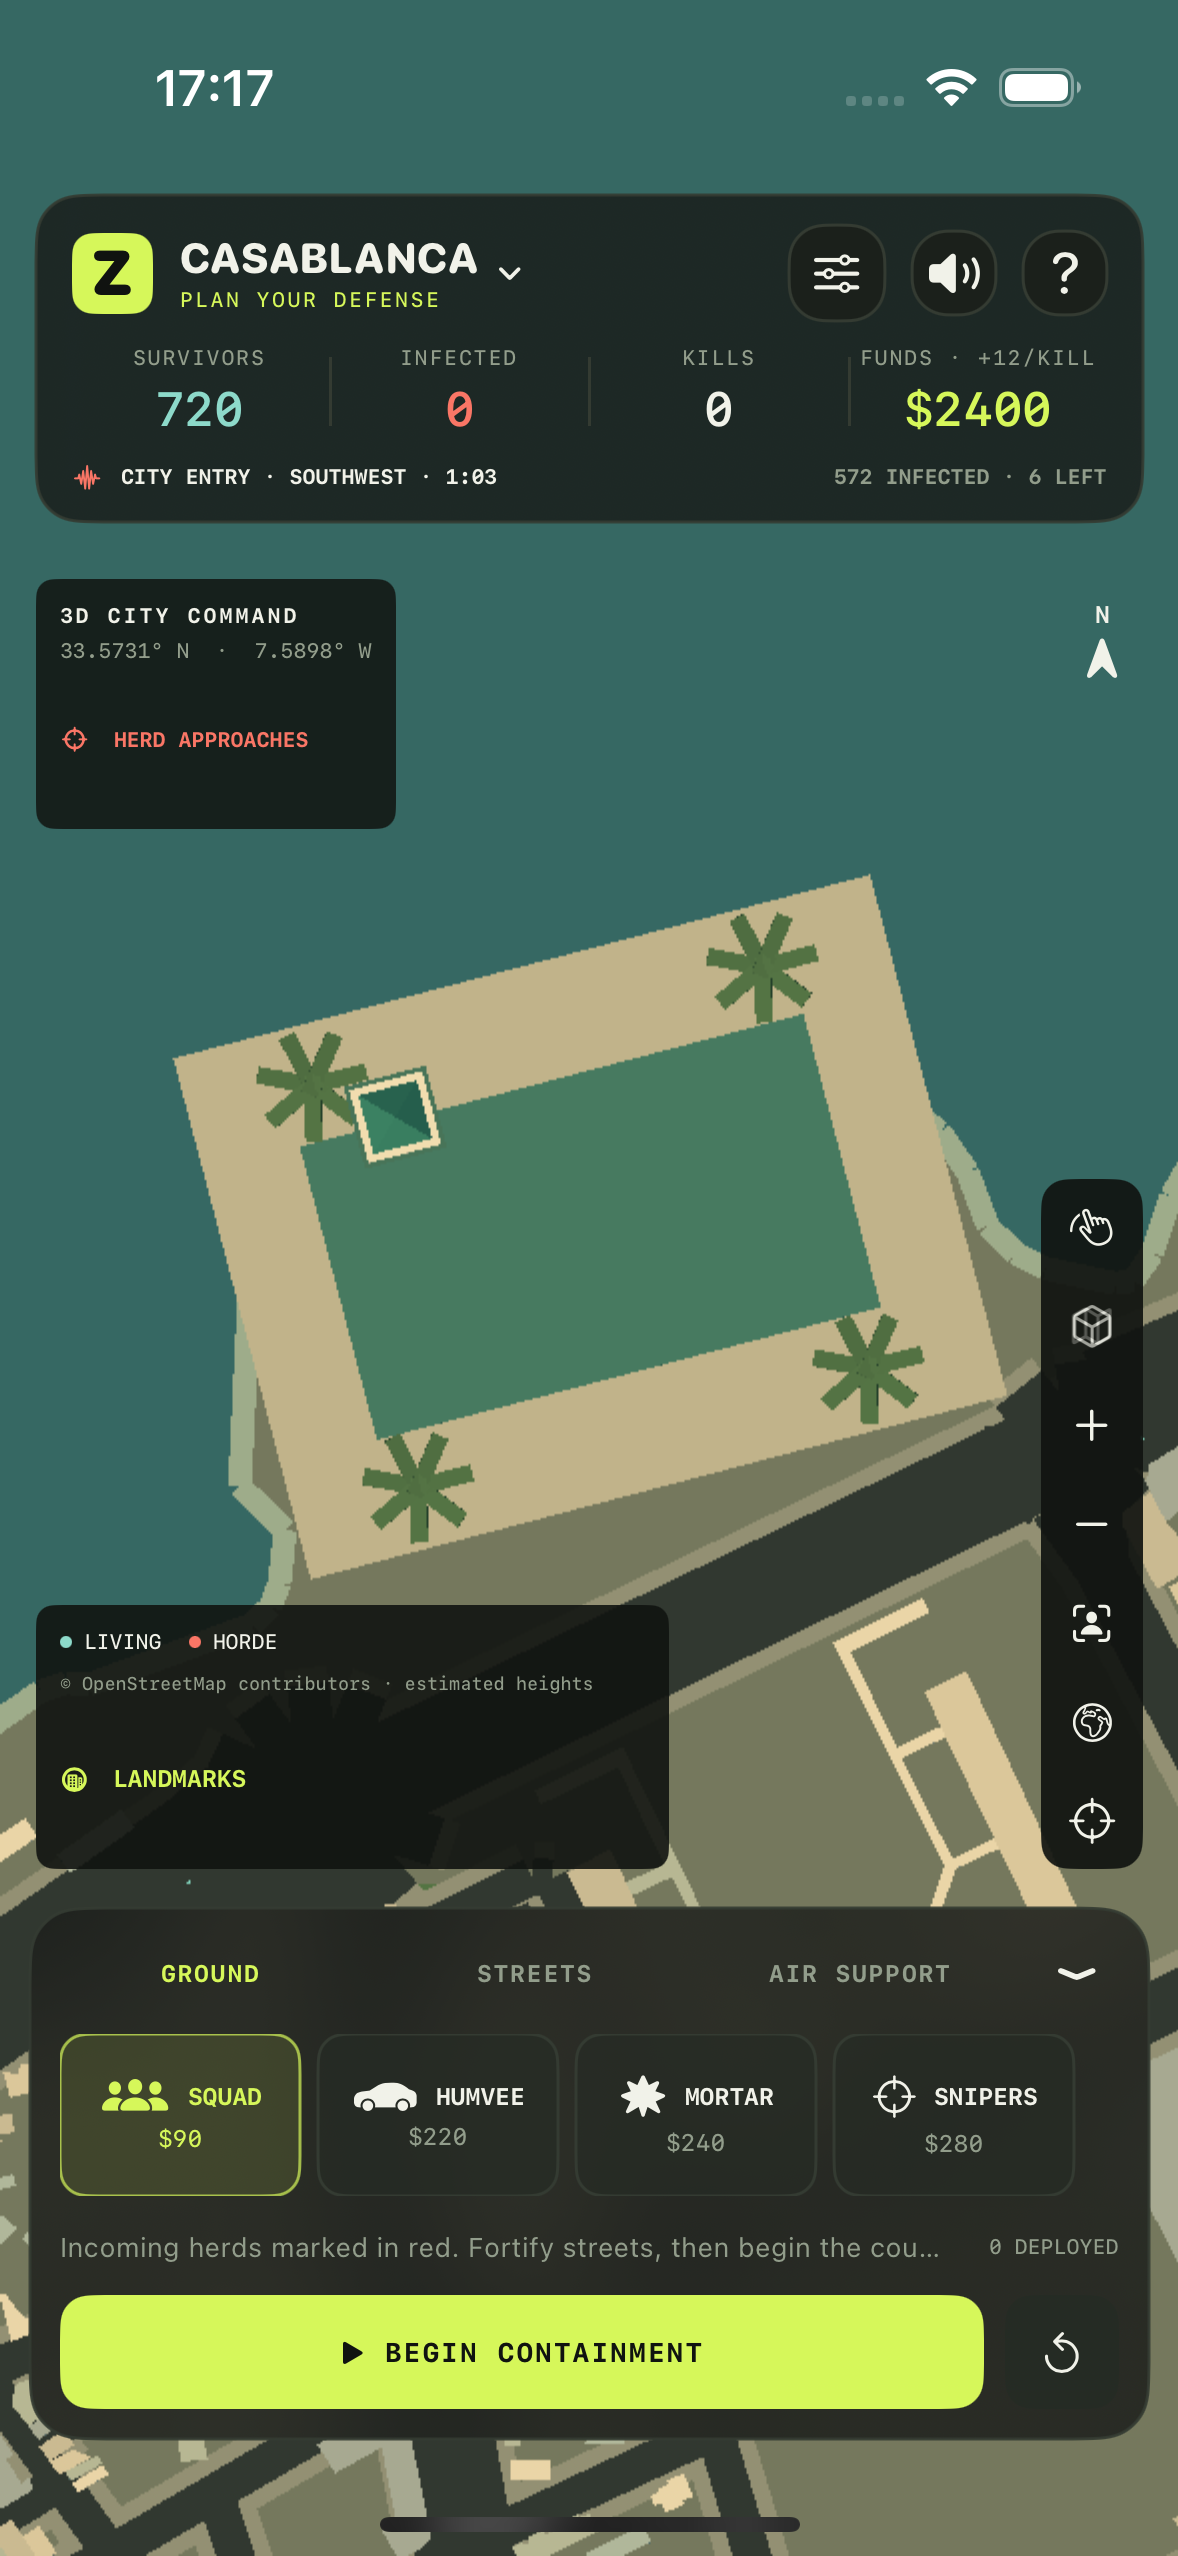 17:17
Z
CASABLANCA
PLAN YOUR DEFENSE
SURVIVORS
720
INFECTED
0
KILLS
0
FUNDS · +12/KILL
$2400
CITY ENTRY · SOUTHWEST · 1:03
572 INFECTED · 6 LEFT
3D CITY COMMAND
33.5731° N · 7.5898° W
HERD APPROACHES
N
LIVING
HORDE
© OpenStreetMap contributors · estimated heights
LANDMARKS
GROUND
STREETS
AIR SUPPORT
SQUAD
$90
HUMVEE
$220
MORTAR
$240
SNIPERS
$280
Incoming herds marked in red. Fortify streets, then begin the cou...
0 DEPLOYED
BEGIN CONTAINMENT